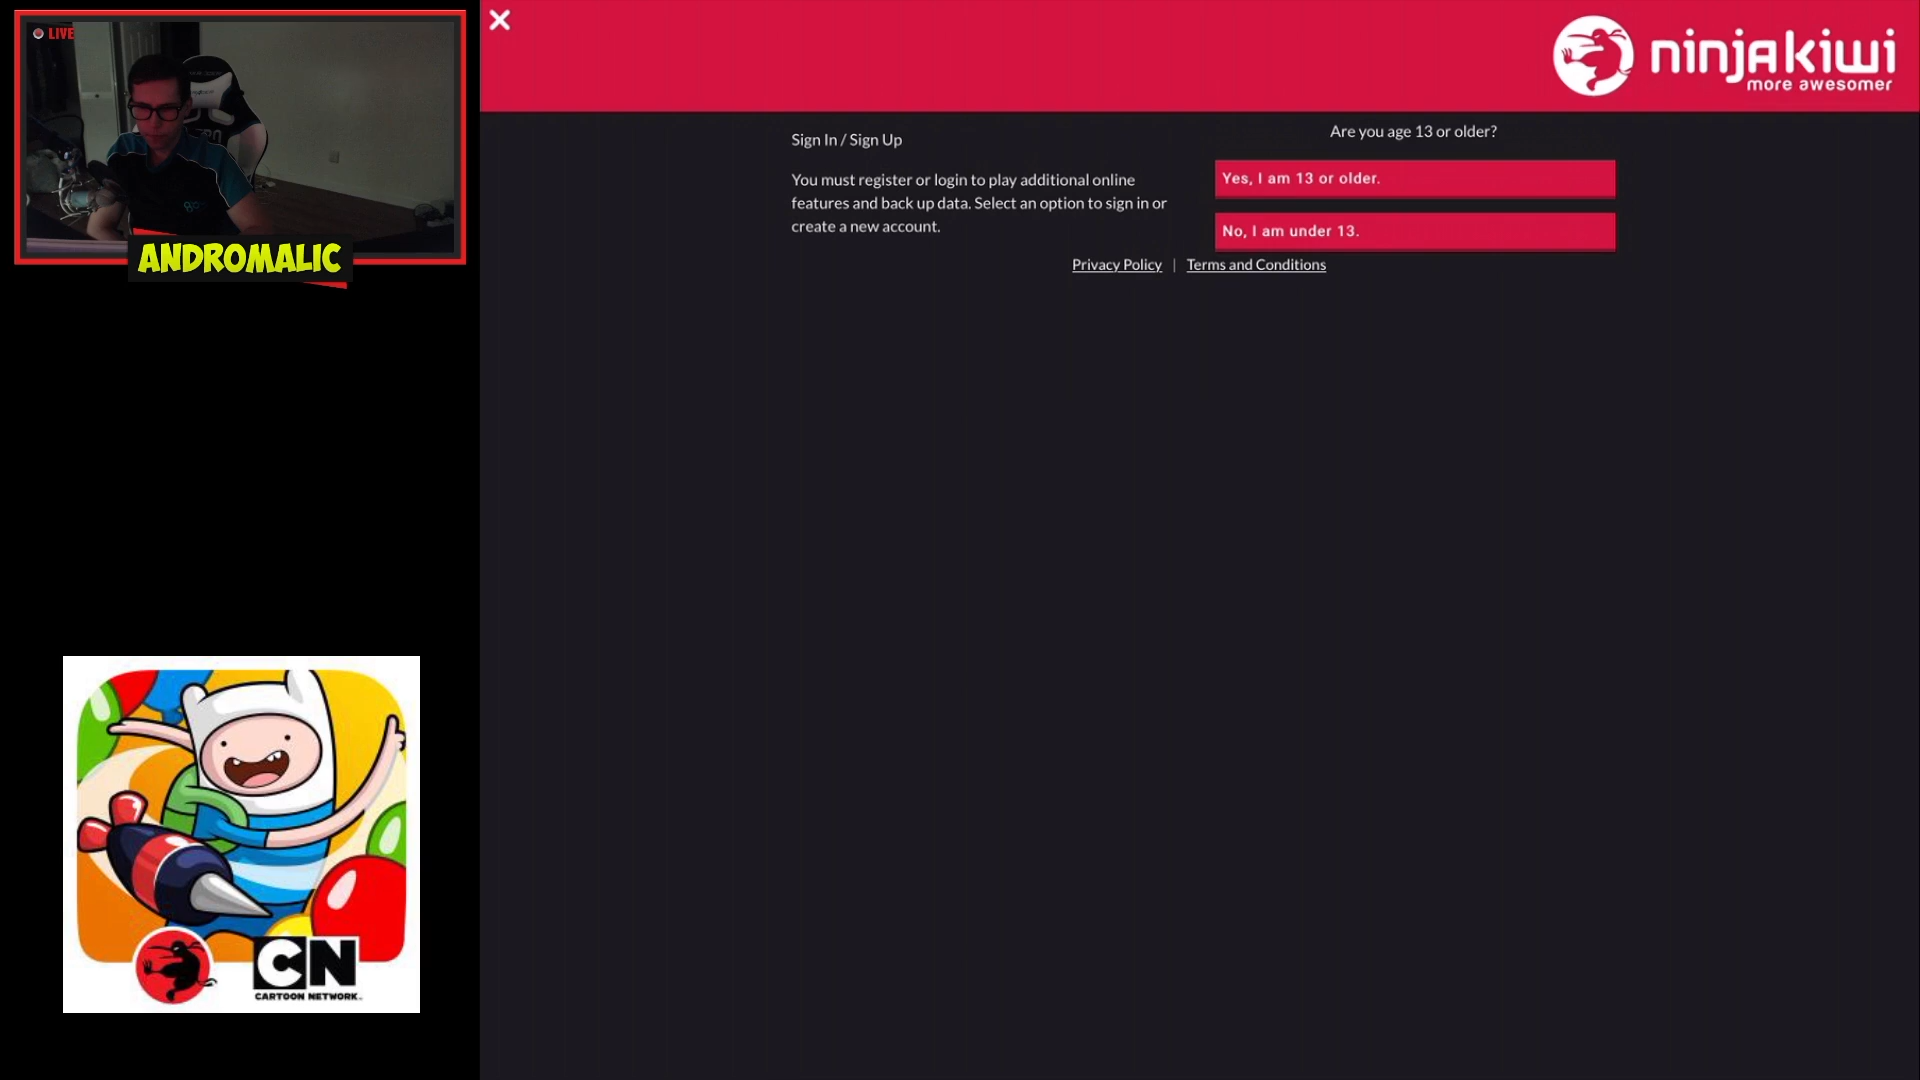 LIVE
ANDROMALIC
ninjakiwi
more awesomer
Sign In / Sign Up
You must register or login to play additional online
features and back up data. Select an option to sign in or
create a new account.
Are you age 13 or older?
Yes, I am 13 or older.
No, I am under 13.
Privacy Policy | Terms and Conditions
CN
CARTOON NETWORK